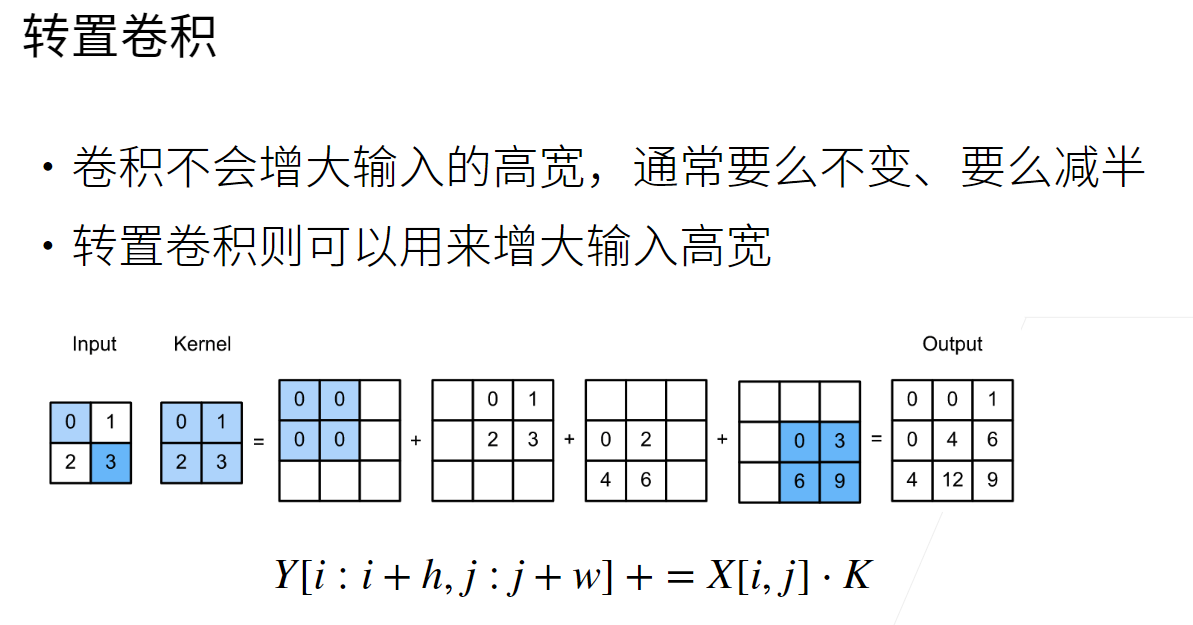 转置卷积
• 卷积不会增大输入的高宽，通常要么不变、要么减半
• 转置卷积则可以用来增大输入高宽
Input Kernel Output
0 0 0 1 0 0 1
0 1 0 1 = 0 0 + 2 3 + 0 2 + 0 3 = 0 4 6
2 3 2 3 4 6 6 9 4 12 9
Y[i : i + h, j : j + w] + = X[i, j] · K